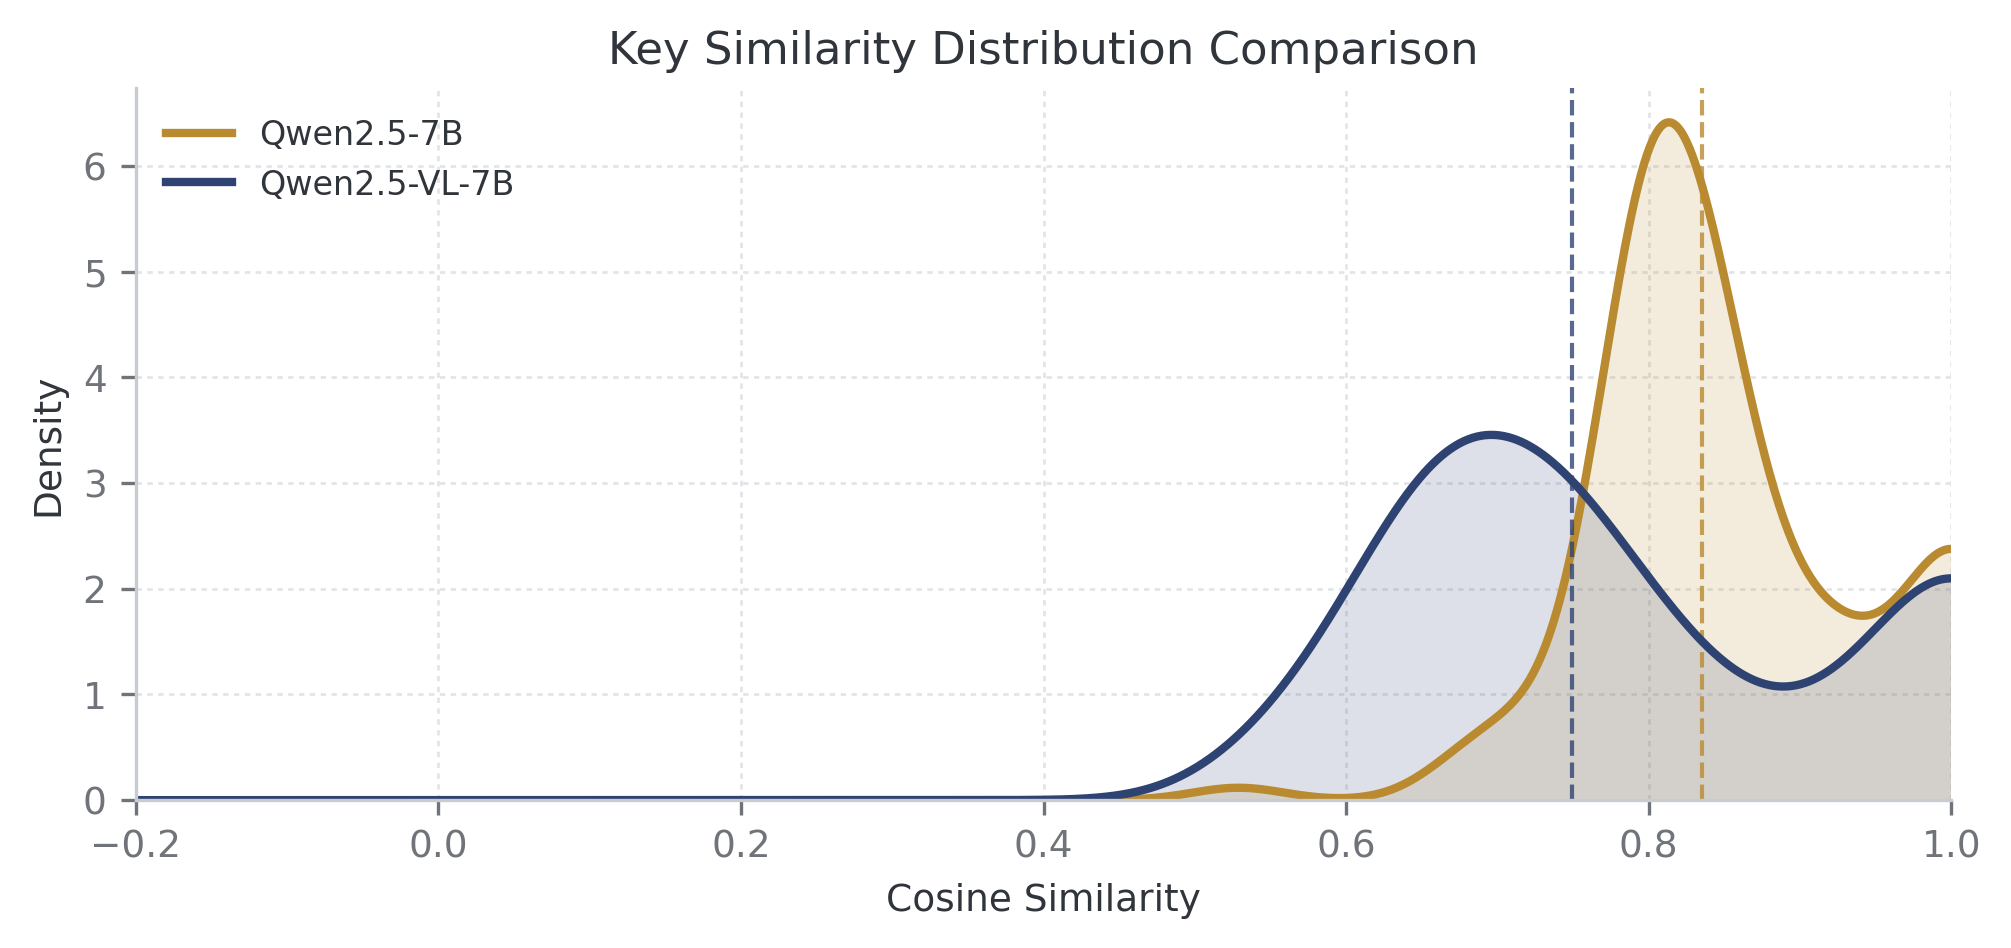 Key Similarity Distribution Comparison
Qwen2.5-7B
Qwen2.5-VL-7B
Density
6
5
4
3
2
1
0
−0.2 0.0 0.2 0.4 0.6 0.8 1.0
Cosine Similarity